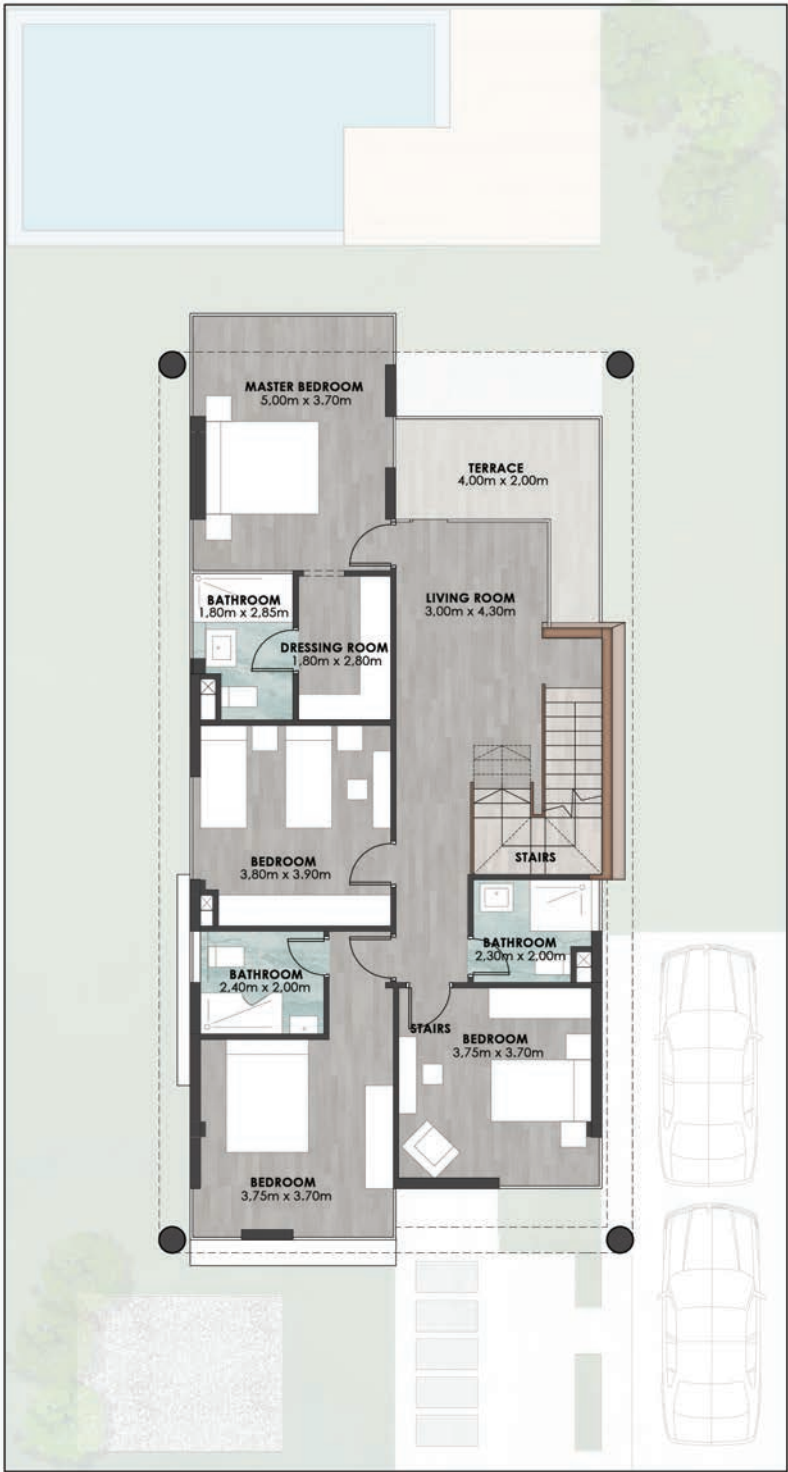 MASTER BEDROOM
5,00m x 3.70m
TERRACE
4,00m x 2,00m
BATHROOM
1,80m x 2,85m
LIVING ROOM
3,00m x 4,30m
DRESSING ROOM
1,80m x 2,80m
STAIRS
BEDROOM
3,80m x 3,90m
BATHROOM
2,30m x 2,00m
BATHROOM
2,40m x 2,00m
STAIRS
BEDROOM
3,75m x 3.70m
BEDROOM
3,75m x 3.70m